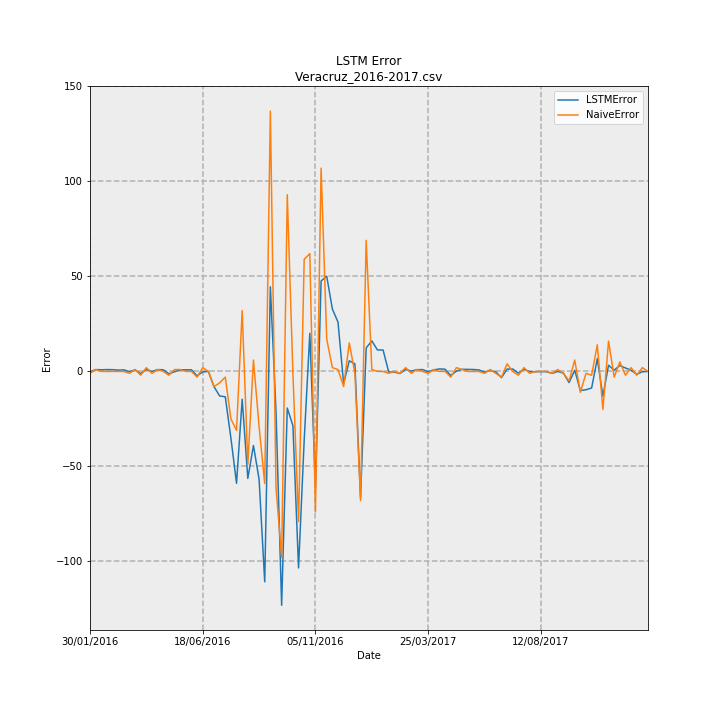 LSTM Error
Veracruz_2016-2017.csv
LSTMError
NaiveError
150
100
50
0
−50
−100
Error
30/01/2016
18/06/2016
05/11/2016
25/03/2017
12/08/2017
Date